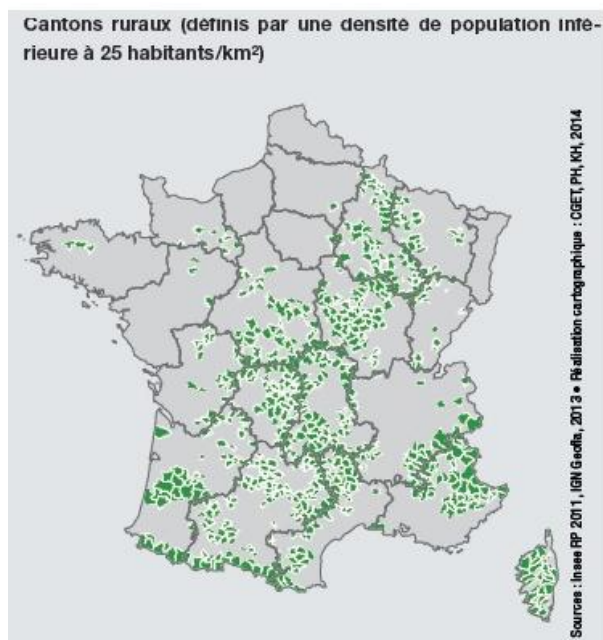 Cantons ruraux (définis par une densité de population infé-
rieure à 25 habitants/km²)
Sources : Insee RP 2011, IGN Geofla, 2013 • Réalisation cartographique : CGET, PH, KH, 2014